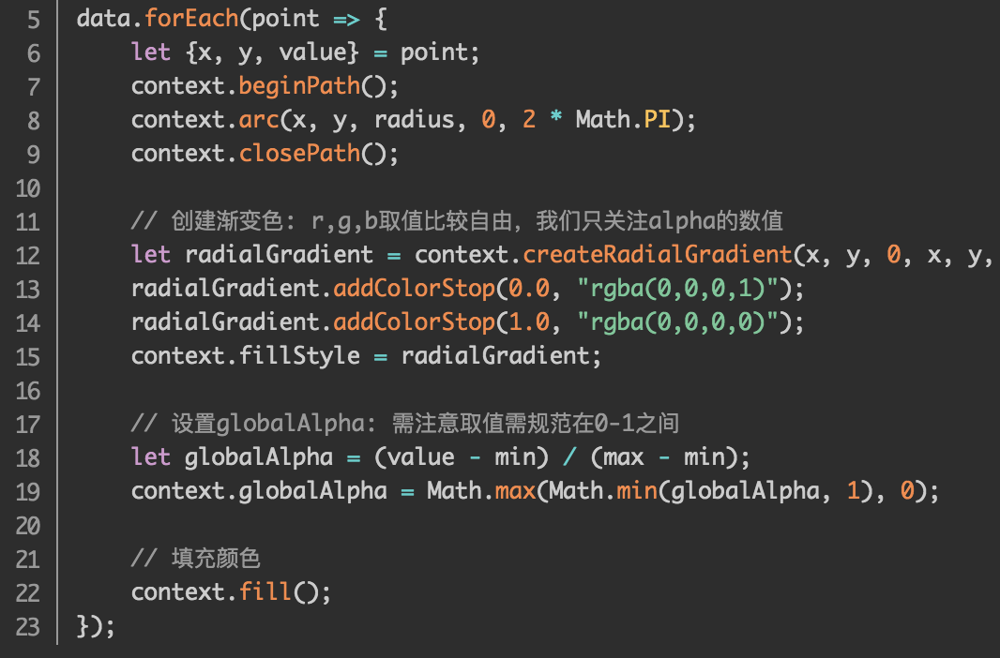 5 data.forEach(point => {
6     let {x, y, value} = point;
7     context.beginPath();
8     context.arc(x, y, radius, 0, 2 * Math.PI);
9     context.closePath();
10
11     // 创建渐变色: r,g,b取值比较自由，我们只关注alpha的数值
12     let radialGradient = context.createRadialGradient(x, y, 0, x, y,
13     radialGradient.addColorStop(0.0, "rgba(0,0,0,1)");
14     radialGradient.addColorStop(1.0, "rgba(0,0,0,0)");
15     context.fillStyle = radialGradient;
16
17     // 设置globalAlpha: 需注意取值需规范在0-1之间
18     let globalAlpha = (value - min) / (max - min);
19     context.globalAlpha = Math.max(Math.min(globalAlpha, 1), 0);
20
21     // 填充颜色
22     context.fill();
23 });